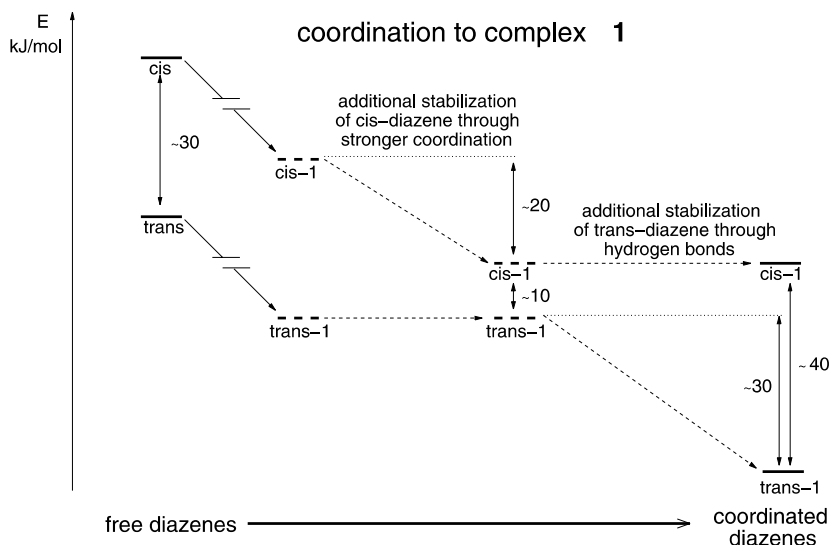 E
kJ/mol
coordination to complex 1
cis
~30
trans
additional stabilization
of cis–diazene through
stronger coordination
cis–1
~20
additional stabilization
of trans–diazene through
hydrogen bonds
cis–1
cis–1
~10
trans–1
trans–1
~30
~ 40
trans–1
free diazenes
coordinated
diazenes